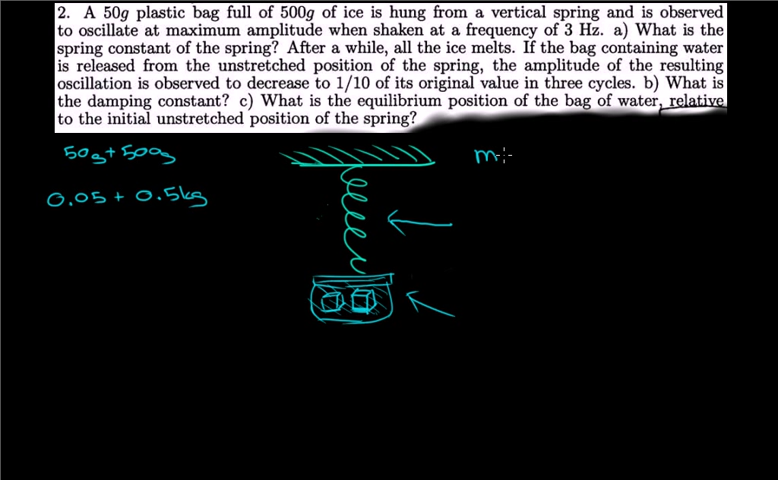 2. A 50g plastic bag full of 500g of ice is hung from a vertical spring and is observed
to oscillate at maximum amplitude when shaken at a frequency of 3 Hz. a) What is the
spring constant of the spring? After a while, all the ice melts. If the bag containing water
is released from the unstretched position of the spring, the amplitude of the resulting
oscillation is observed to decrease to 1/10 of its original value in three cycles. b) What is
the damping constant? c) What is the equilibrium position of the bag of water, relative
to the initial unstretched position of the spring?
50g + 500g
m
0.05 + 0.5kg